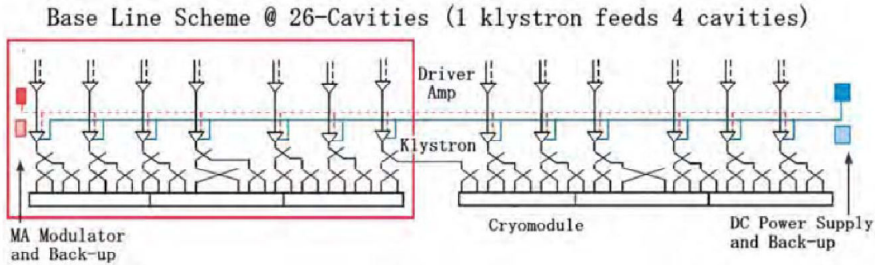 Base Line Scheme @ 26-Cavities (1 klystron feeds 4 cavities)
Driver
Amp
Klystron
Cryomodule
MA Modulator
and Back-up
DC Power Supply
and Back-up